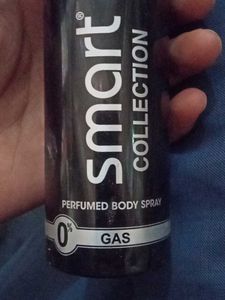 smart®
COLLECTION
PERFUMED BODY SPRAY
0% GAS